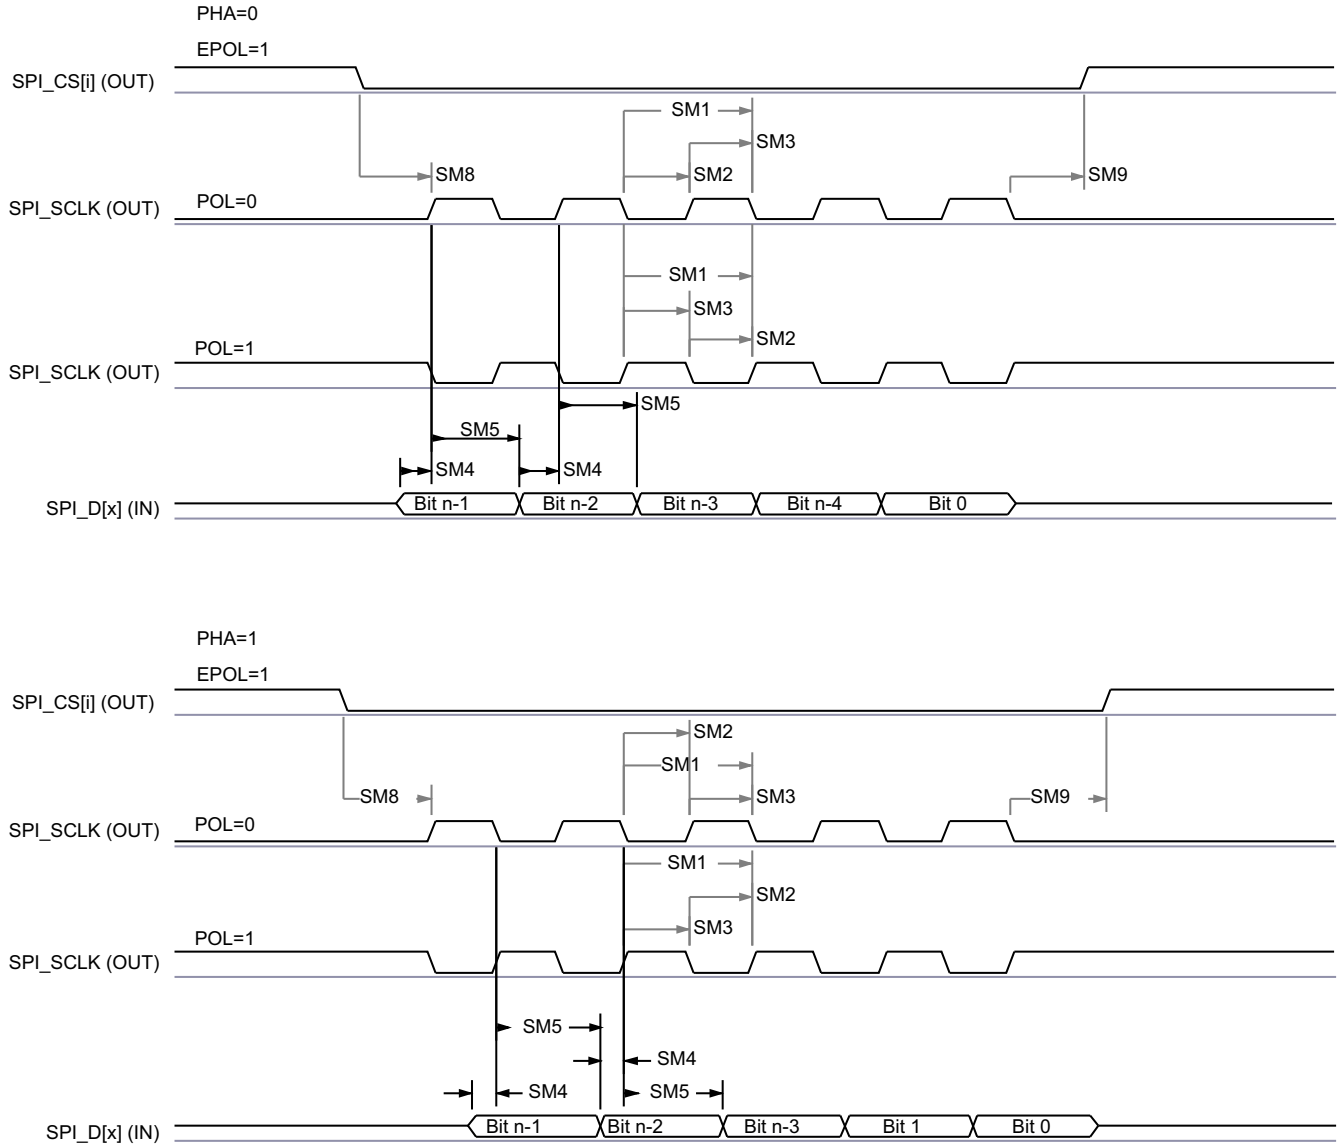 PHA=0
EPOL=1
SPI_CS[i] (OUT)
SM1
SM3
SM8
SM2
SM9
SPI_SCLK (OUT)
POL=0
SM1
SM3
SM2
POL=1
SPI_SCLK (OUT)
SM5
SM5
SM4
SM4
SPI_D[x] (IN)
Bit n-1
Bit n-2
Bit n-3
Bit n-4
Bit 0
PHA=1
EPOL=1
SPI_CS[i] (OUT)
SM2
SM1
SM8
SM3
SM9
SPI_SCLK (OUT)
POL=0
SM1
SM2
SM3
POL=1
SPI_SCLK (OUT)
SM5
SM4
SM4
SM5
SPI_D[x] (IN)
Bit n-1
Bit n-2
Bit n-3
Bit 1
Bit 0